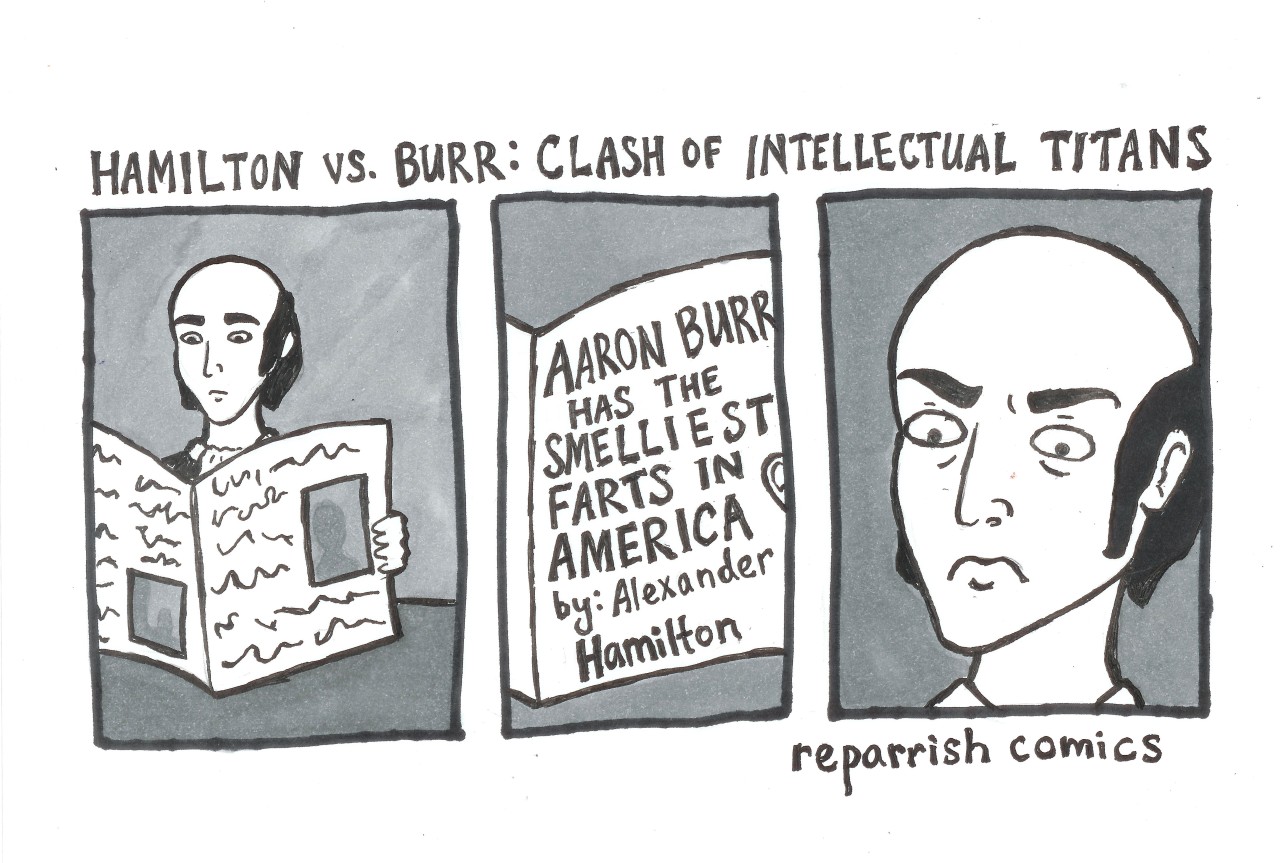 HAMILTON VS. BURR: CLASH OF INTELLECTUAL TITANS
AARON BURR
HAS THE
SMELLIEST
FARTS IN
AMERICA
by: Alexander
Hamilton
reparrish comics